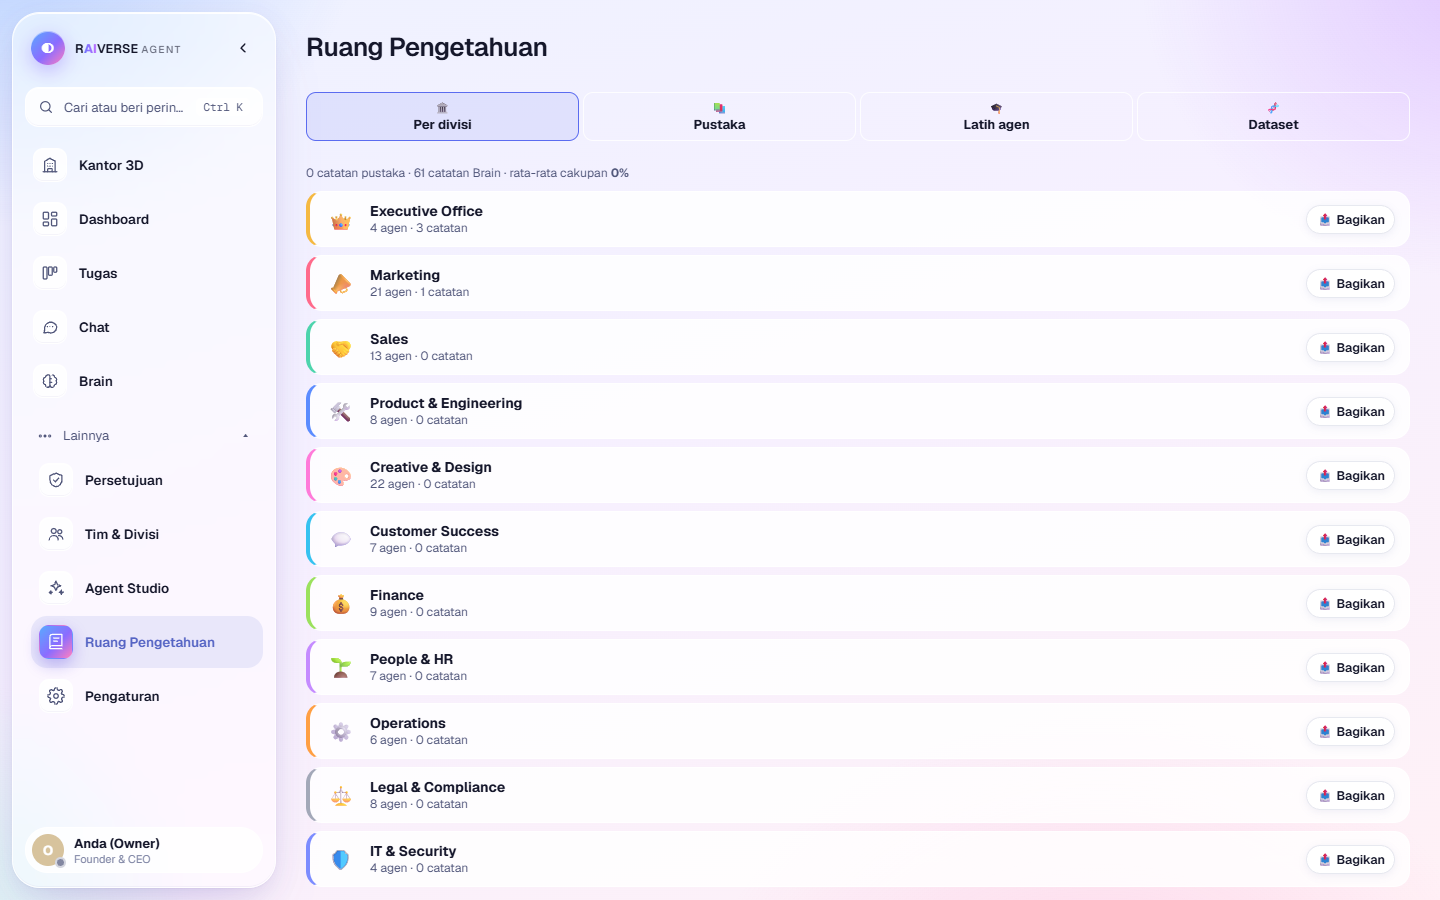 RAIVERSE AGENT
Cari atau beri perin... Ctrl K
Kantor 3D
Dashboard
Tugas
Chat
Brain
Lainnya
Persetujuan
Tim & Divisi
Agent Studio
Ruang Pengetahuan
Pengaturan
O
Anda (Owner)
Founder & CEO
Ruang Pengetahuan
Per divisi
Pustaka
Latih agen
Dataset
0 catatan pustaka · 61 catatan Brain · rata-rata cakupan 0%
Executive Office
4 agen · 3 catatan
Bagikan
Marketing
21 agen · 1 catatan
Bagikan
Sales
13 agen · 0 catatan
Bagikan
Product & Engineering
8 agen · 0 catatan
Bagikan
Creative & Design
22 agen · 0 catatan
Bagikan
Customer Success
7 agen · 0 catatan
Bagikan
Finance
9 agen · 0 catatan
Bagikan
People & HR
7 agen · 0 catatan
Bagikan
Operations
6 agen · 0 catatan
Bagikan
Legal & Compliance
8 agen · 0 catatan
Bagikan
IT & Security
4 agen · 0 catatan
Bagikan